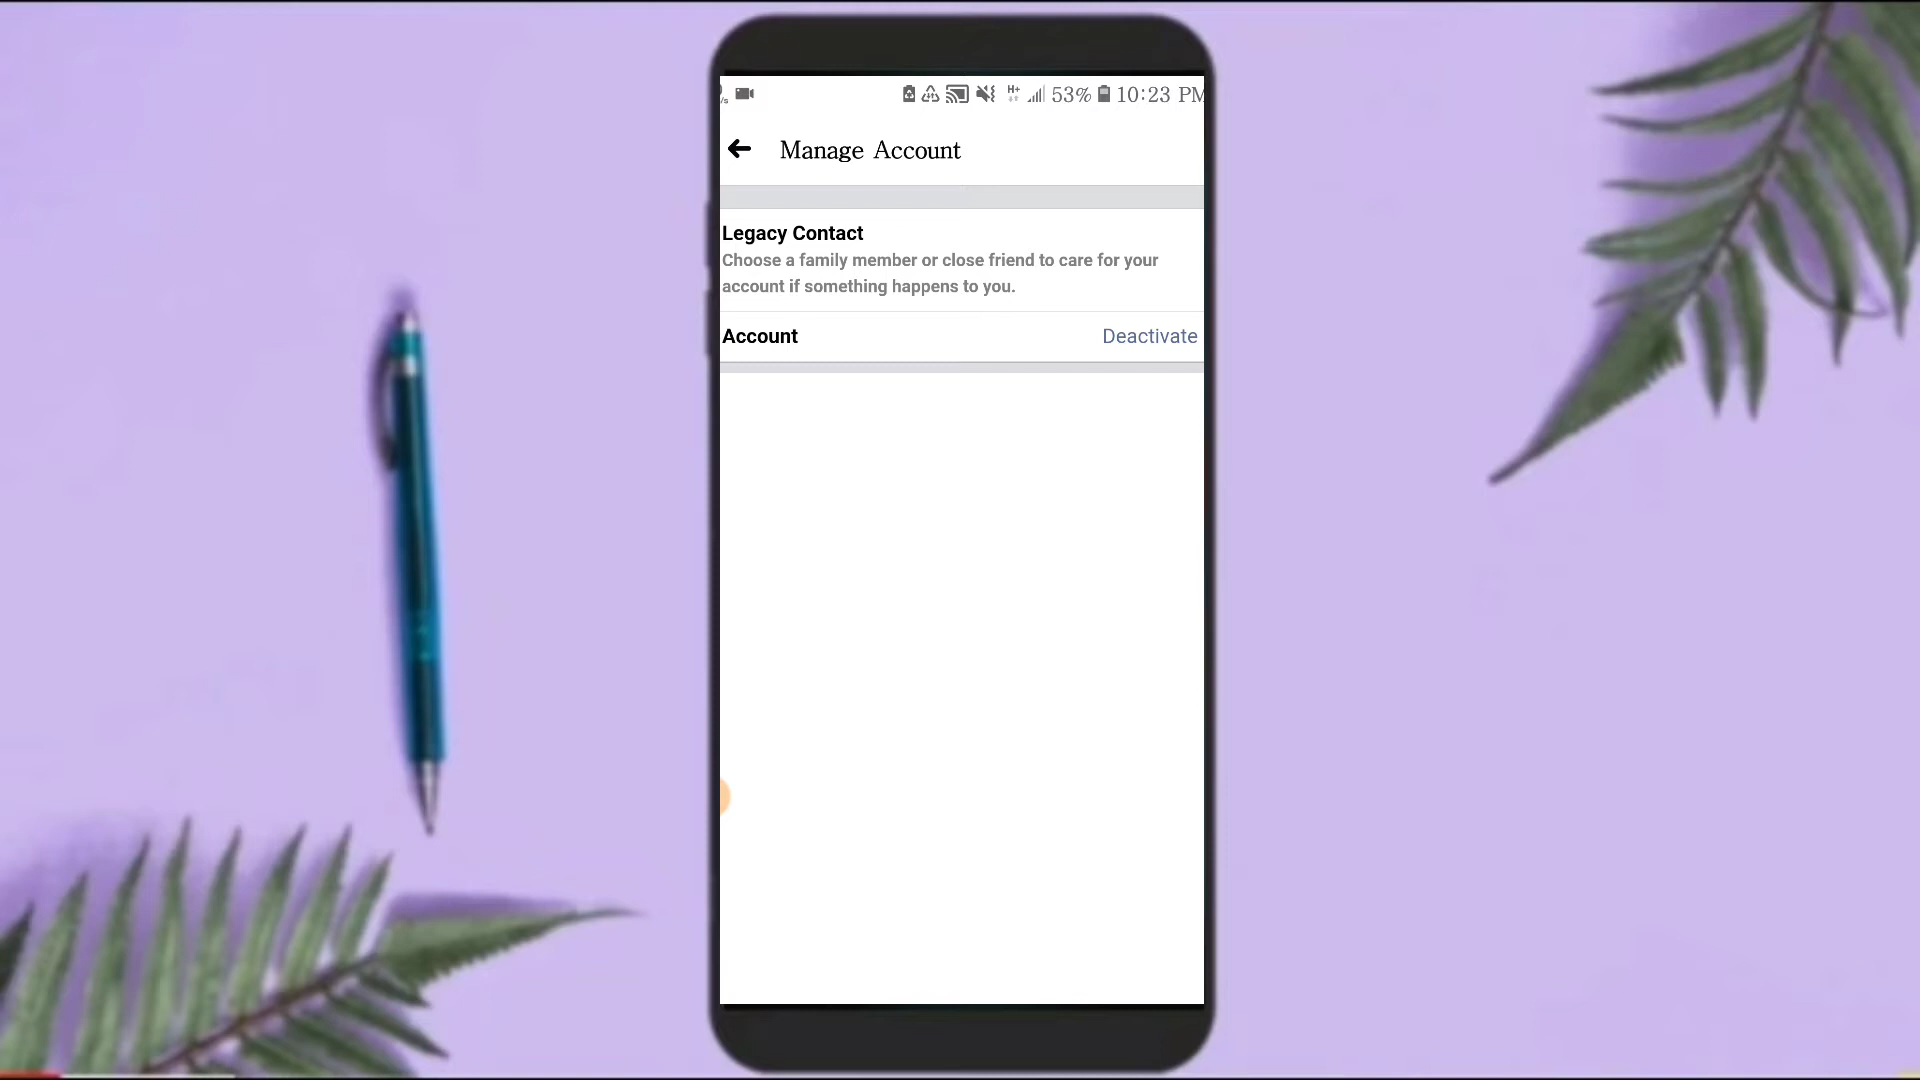 H+ 53% 10:23 PM
Manage Account
Legacy Contact
Choose a family member or close friend to care for your
account if something happens to you.
Account Deactivate